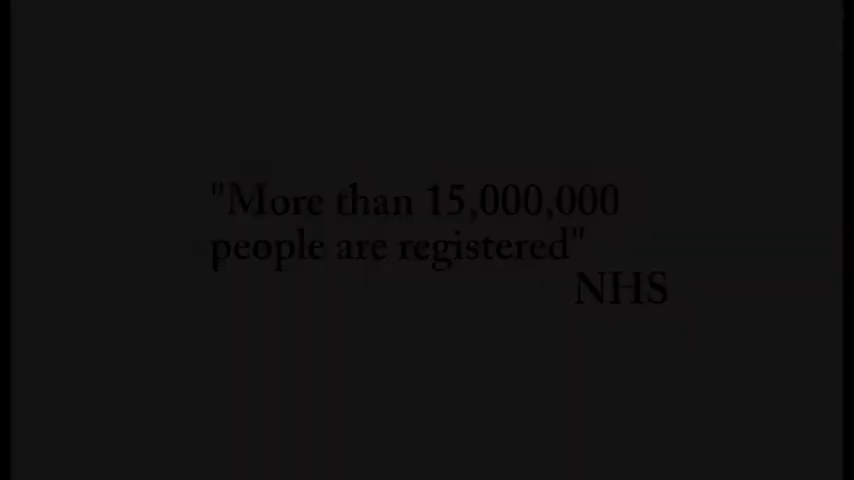 "More than 15,000,000
people are registered"
NHS